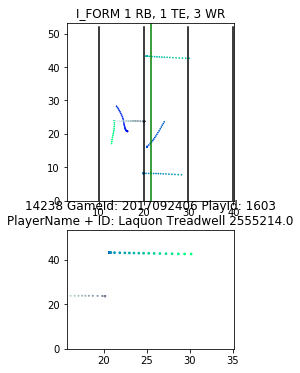 I_FORM 1 RB, 1 TE, 3 WR
50
40
30
20
10
0
10 20 30 40
14238 GameId: 2017092406 PlayId: 1603
PlayerName + ID: Laquon Treadwell 2555214.0
40
20
0
20 25 30 35